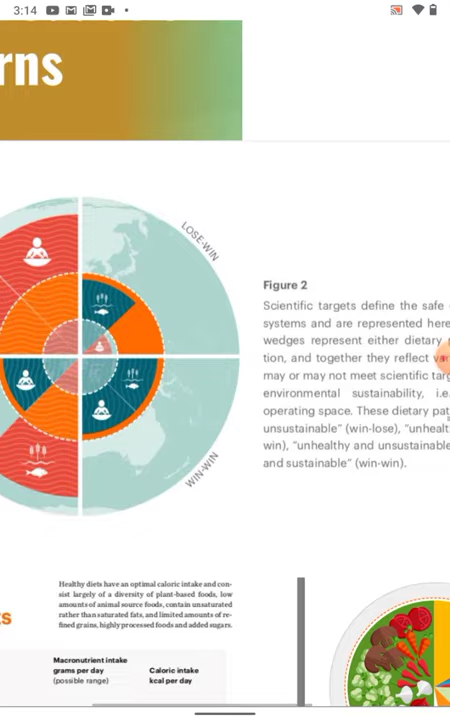 3:14
rns
LOSE-WIN
WIN-WIN
Figure 2
Scientific targets define the safe
systems and are represented here
wedges represent either dietary
tion, and together they reflect
may or may not meet scientific
environmental sustainability, i.e.
operating space. These dietary
unsustainable” (win-lose), “unhealt
win), “unhealthy and unsustainable
and sustainable” (win-win).
Healthy diets have an optimal caloric intake and con-
sist largely of a diversity of plant-based foods, low
amounts of animal source foods, contain unsaturated
rather than saturated fats, and limited amounts of re-
fined grains, highly processed foods and added sugars.
ts
Macronutrient intake
grams per day
(possible range)
Caloric intake
kcal per day